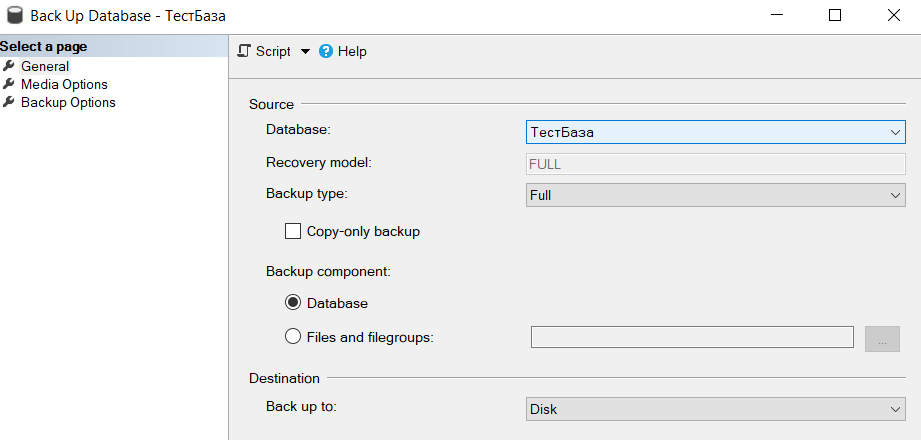 Back Up Database - ТестБаза
Select a page
General
Media Options
Backup Options
Script
Help
Source
Database:
ТестБаза
Recovery model:
FULL
Backup type:
Full
Copy-only backup
Backup component:
Database
Files and filegroups:
...
Destination
Back up to:
Disk